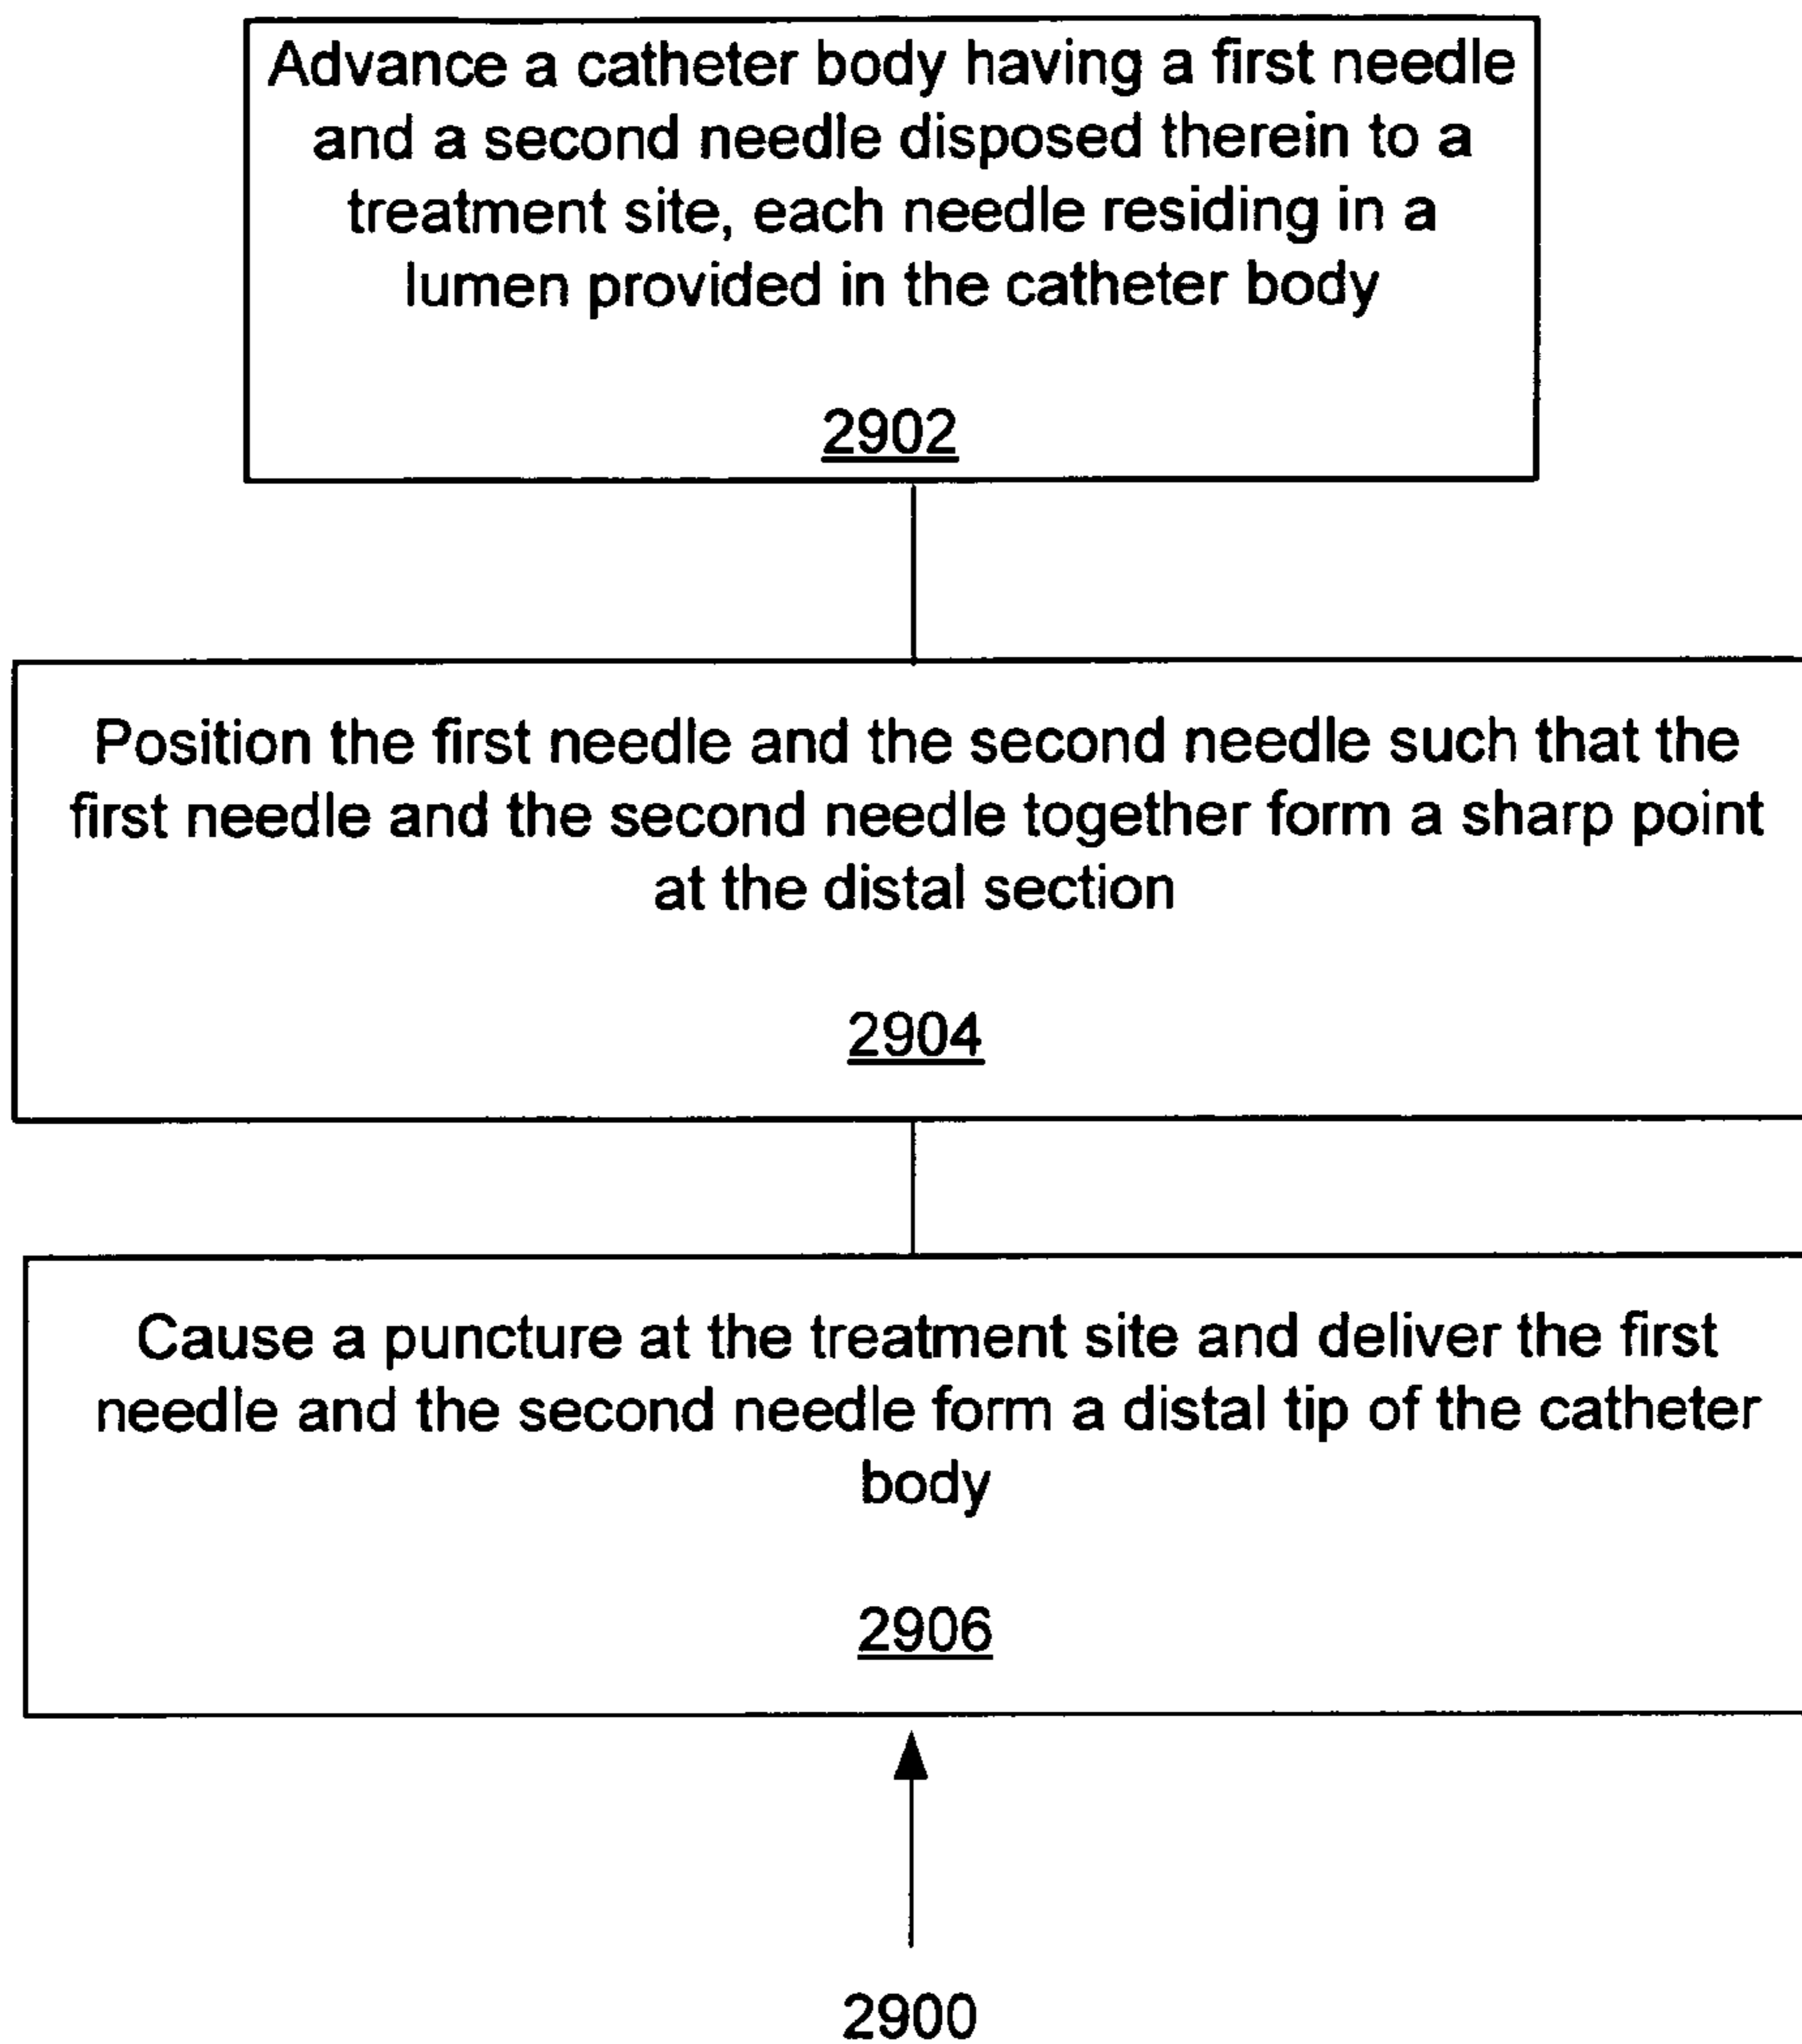 Advance a catheter body having a first needle
and a second needle disposed therein to a
treatment site, each needle residing in a
lumen provided in the catheter body
2902
Position the first needle and the second needle such that the
first needle and the second needle together form a sharp point
at the distal section
2904
Cause a puncture at the treatment site and deliver the first
needle and the second needle form a distal tip of the catheter
body
2906
2900